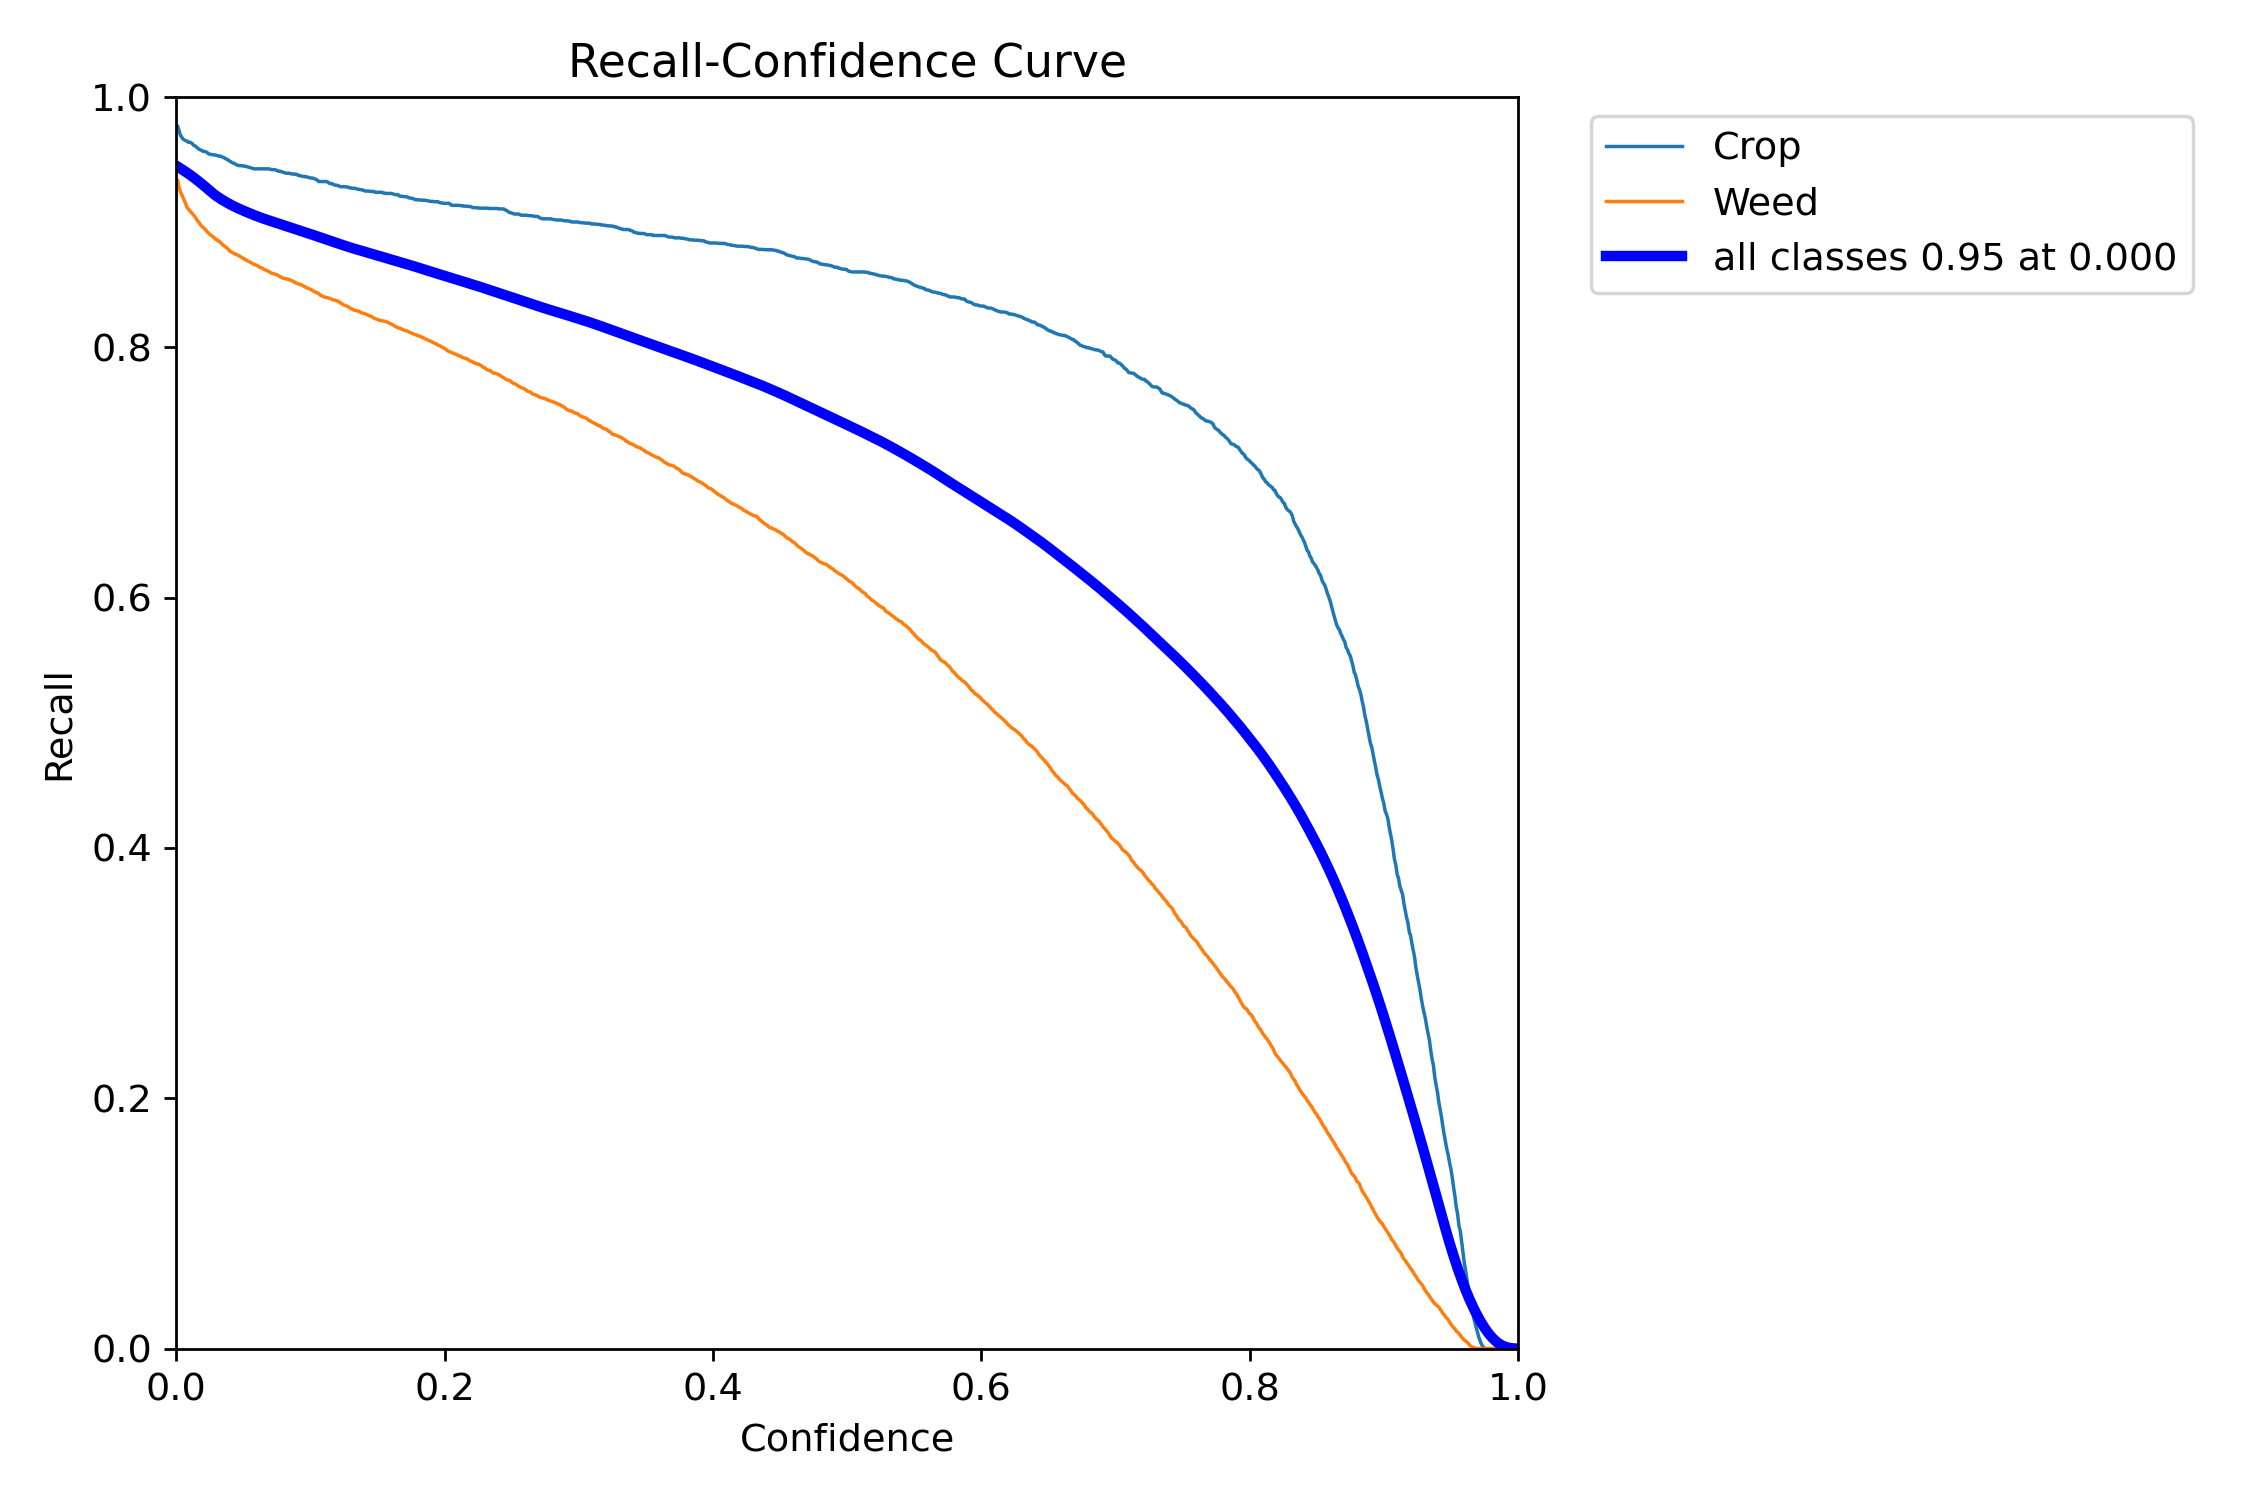 Recall-Confidence Curve
1.0
0.8
0.6
0.4
0.2
0.0
Recall
0.0 0.2 0.4 0.6 0.8 1.0
Confidence
Crop
Weed
all classes 0.95 at 0.000